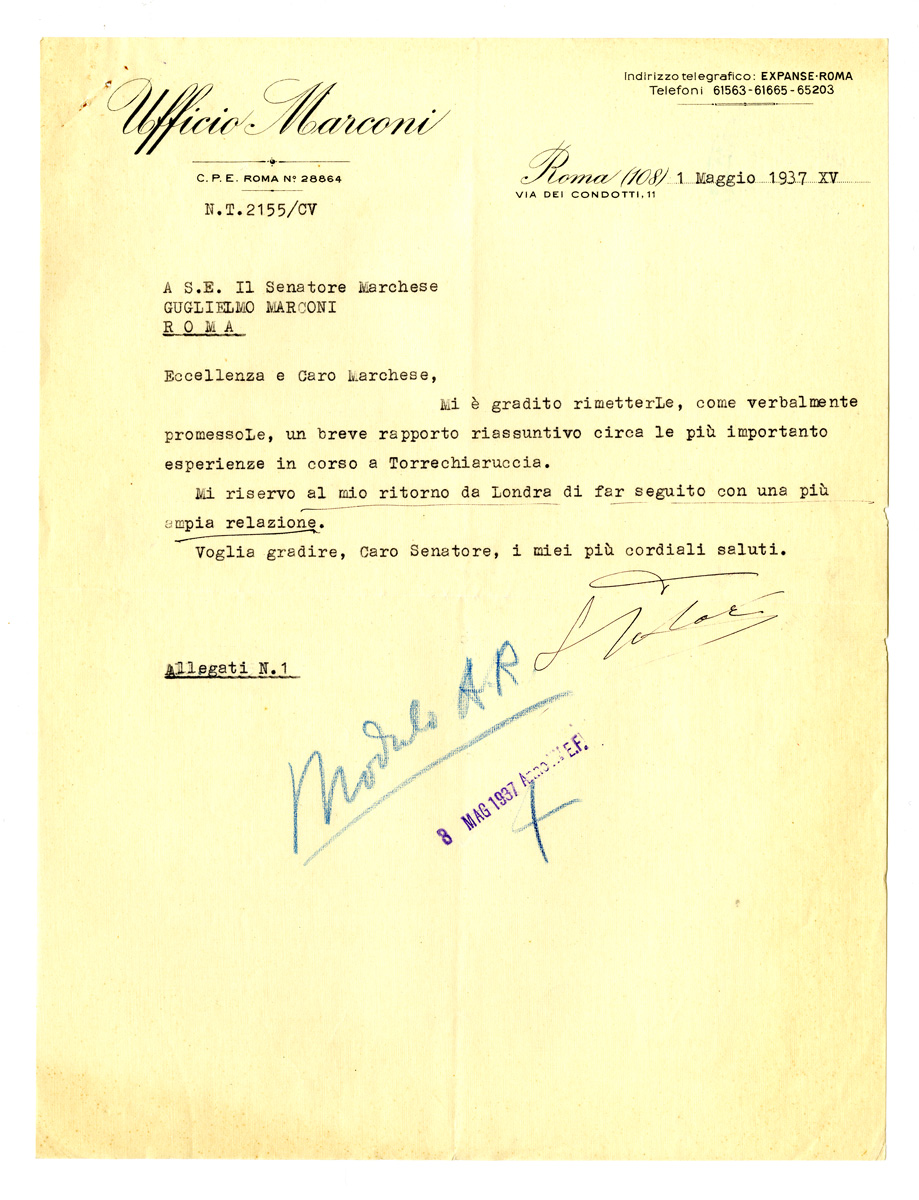 Ufficio Marconi
C. P. E. ROMA Nº 28864
N.T.2155/CV
Indirizzo telegrafico: EXPANSE-ROMA
Telefoni 61563-61665-65203
Roma (108) 1 Maggio 1937 XV
VIA DEI CONDOTTI, 11
A S.E. Il Senatore Marchese
GUGLIELMO MARCONI
R O M A
Eccellenza e Caro Marchese,
Mi è gradito rimetterLe, come verbalmente
promessoLe, un breve rapporto riassuntivo circa le più importanto
esperienze in corso a Torrechiaruccia.
Mi riservo al mio ritorno da Londra di far seguito con una più
ampia relazione.
Voglia gradire, Caro Senatore, i miei più cordiali saluti.
Allegati N.1
Modulo A.R.
8 MAG 1937 ANNO E.F.